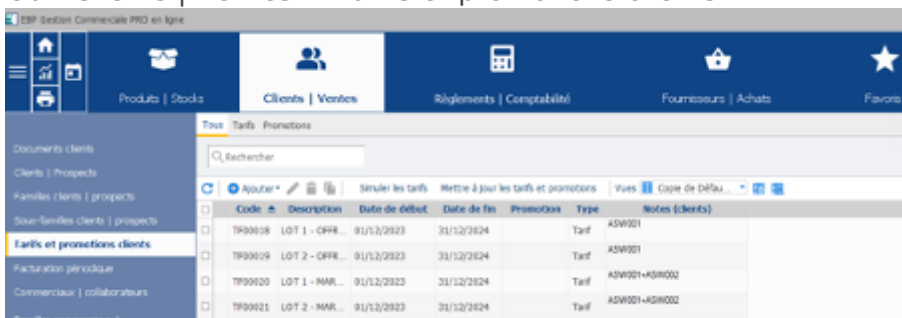 EBP Gestion Commerciale PRO en ligne
Produits | Stocks
Clients | Ventes
Règlements | Comptabilité
Fournisseurs | Achats
Favoris
Tous Tarifs Promotions
Documents clients
Rechercher
Clients | Prospects
Familles clients | prospects
Ajouter Simuler les tarifs Mettre à jour les tarifs et promotions Vues Copie de Défau...
Sous-familles clients | prospects
Code Description Date de début Date de fin Promotion Type Notes (clients)
TF00018 LOT 1 - OFFR... 01/12/2023 31/12/2024 Tarif ASW001
Tarifs et promotions clients
TF00019 LOT 2 - OFFR... 01/12/2023 31/12/2024 Tarif ASW001
Facturation périodique
TF00020 LOT 1 - MAR... 01/12/2023 31/12/2024 Tarif ASW001+ASW002
Commerciaux | collaborateurs
TF00021 LOT 2 - MAR... 01/12/2023 31/12/2024 Tarif ASW001+ASW002